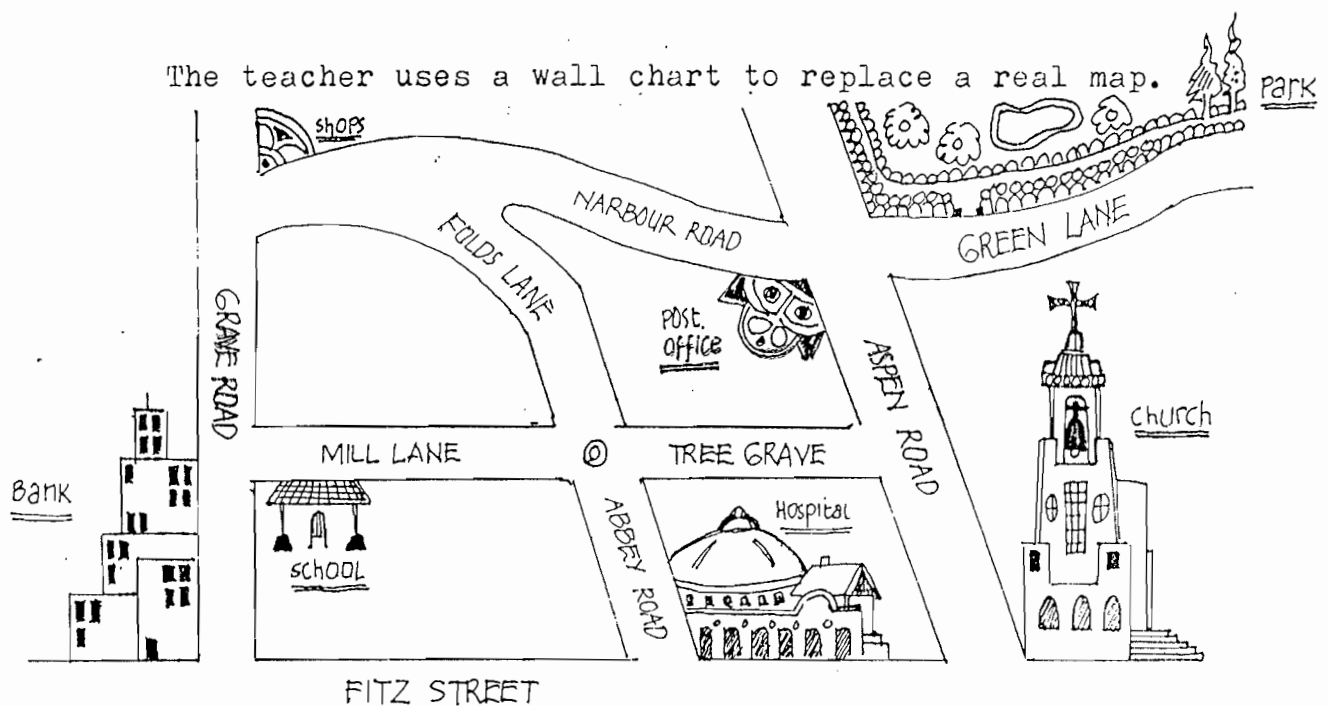 The teacher uses a wall chart to replace a real map.
Park
shops
NARBOUR ROAD
GREEN LANE
FOLDS LANE
GRAVE ROAD
POST.
OFFICE
ASPEN ROAD
CHURCH
MILL LANE
TREE GRAVE
Bank
HOSPITAL
ABBEY ROAD
SCHOOL
FITZ STREET